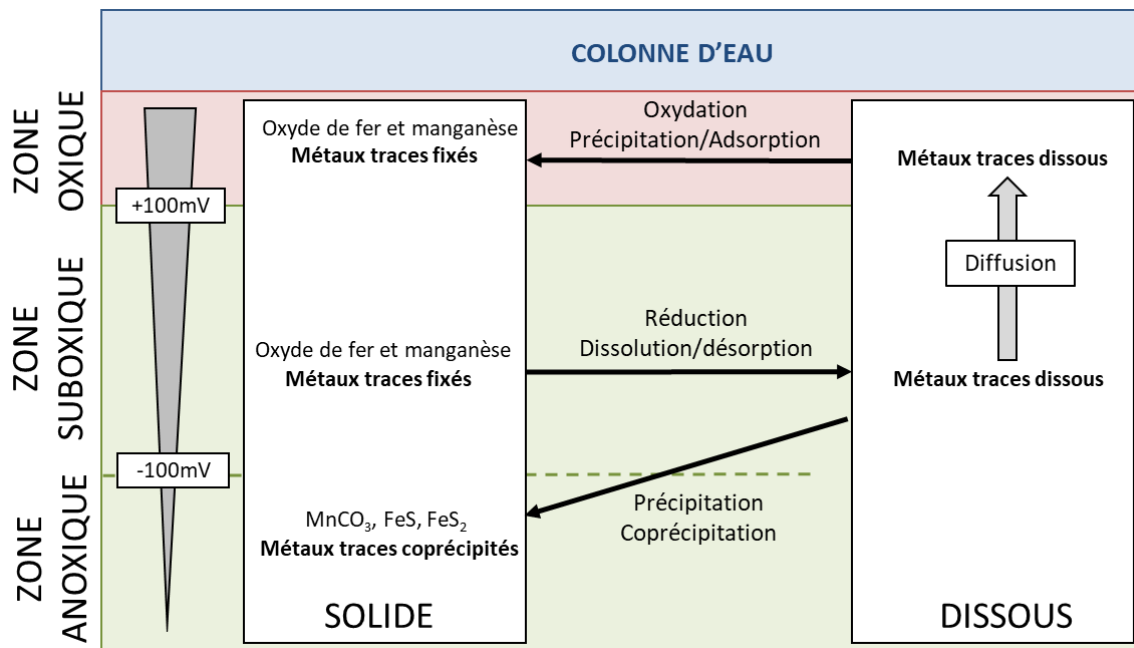 COLONNE D'EAU
ZONE
OXIQUE
+100mV
Oxyde de fer et manganèse
Métaux traces fixés
Oxydation
Précipitation/Adsorption
Métaux traces dissous
Diffusion
ZONE
SUBOXIQUE
Oxyde de fer et manganèse
Métaux traces fixés
Réduction
Dissolution/désorption
Métaux traces dissous
-100mV
ZONE
ANOXIQUE
MnCO₃, FeS, FeS₂
Métaux traces coprécipités
Précipitation
Coprécipitation
SOLIDE
DISSOUS